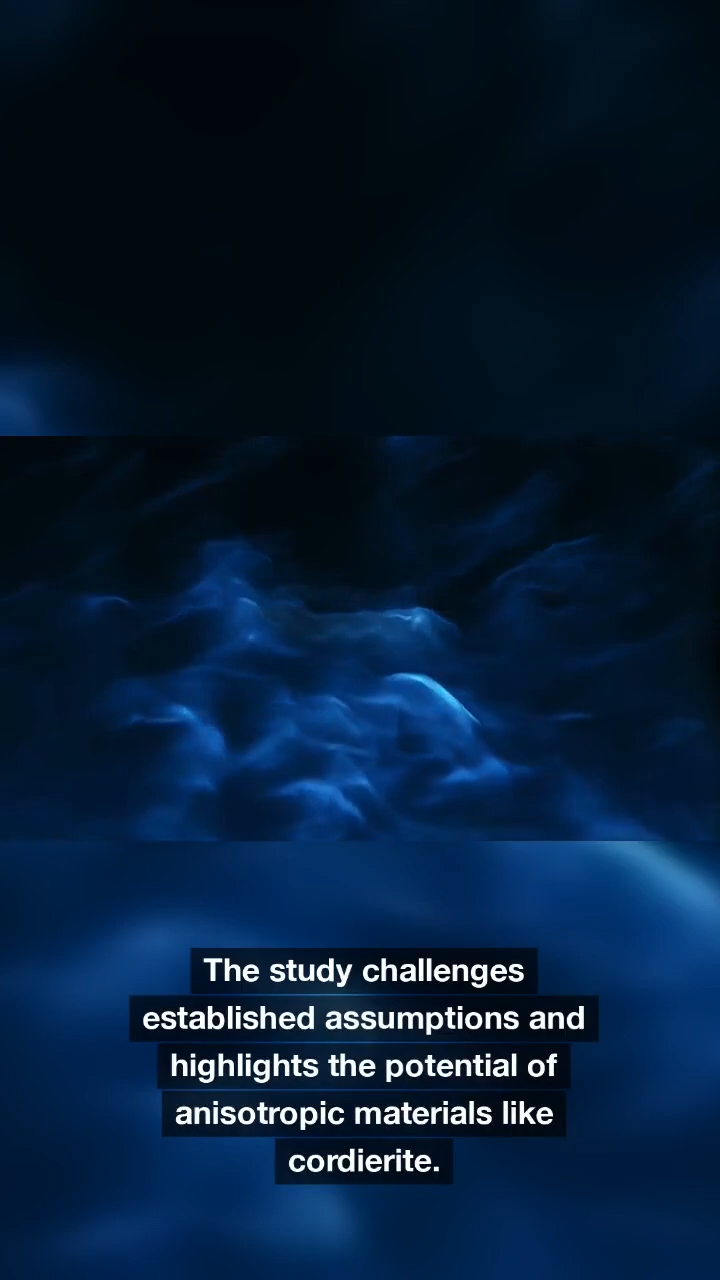 The study challenges
established assumptions and
highlights the potential of
anisotropic materials like
cordierite.